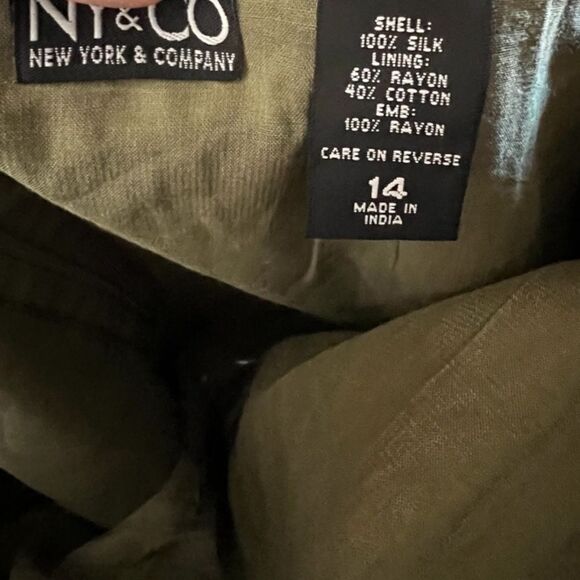 NY&CO
NEW YORK & COMPANY
SHELL:
100% SILK
LINING:
60% RAYON
40% COTTON
EMB:
100% RAYON
CARE ON REVERSE
14
MADE IN
INDIA